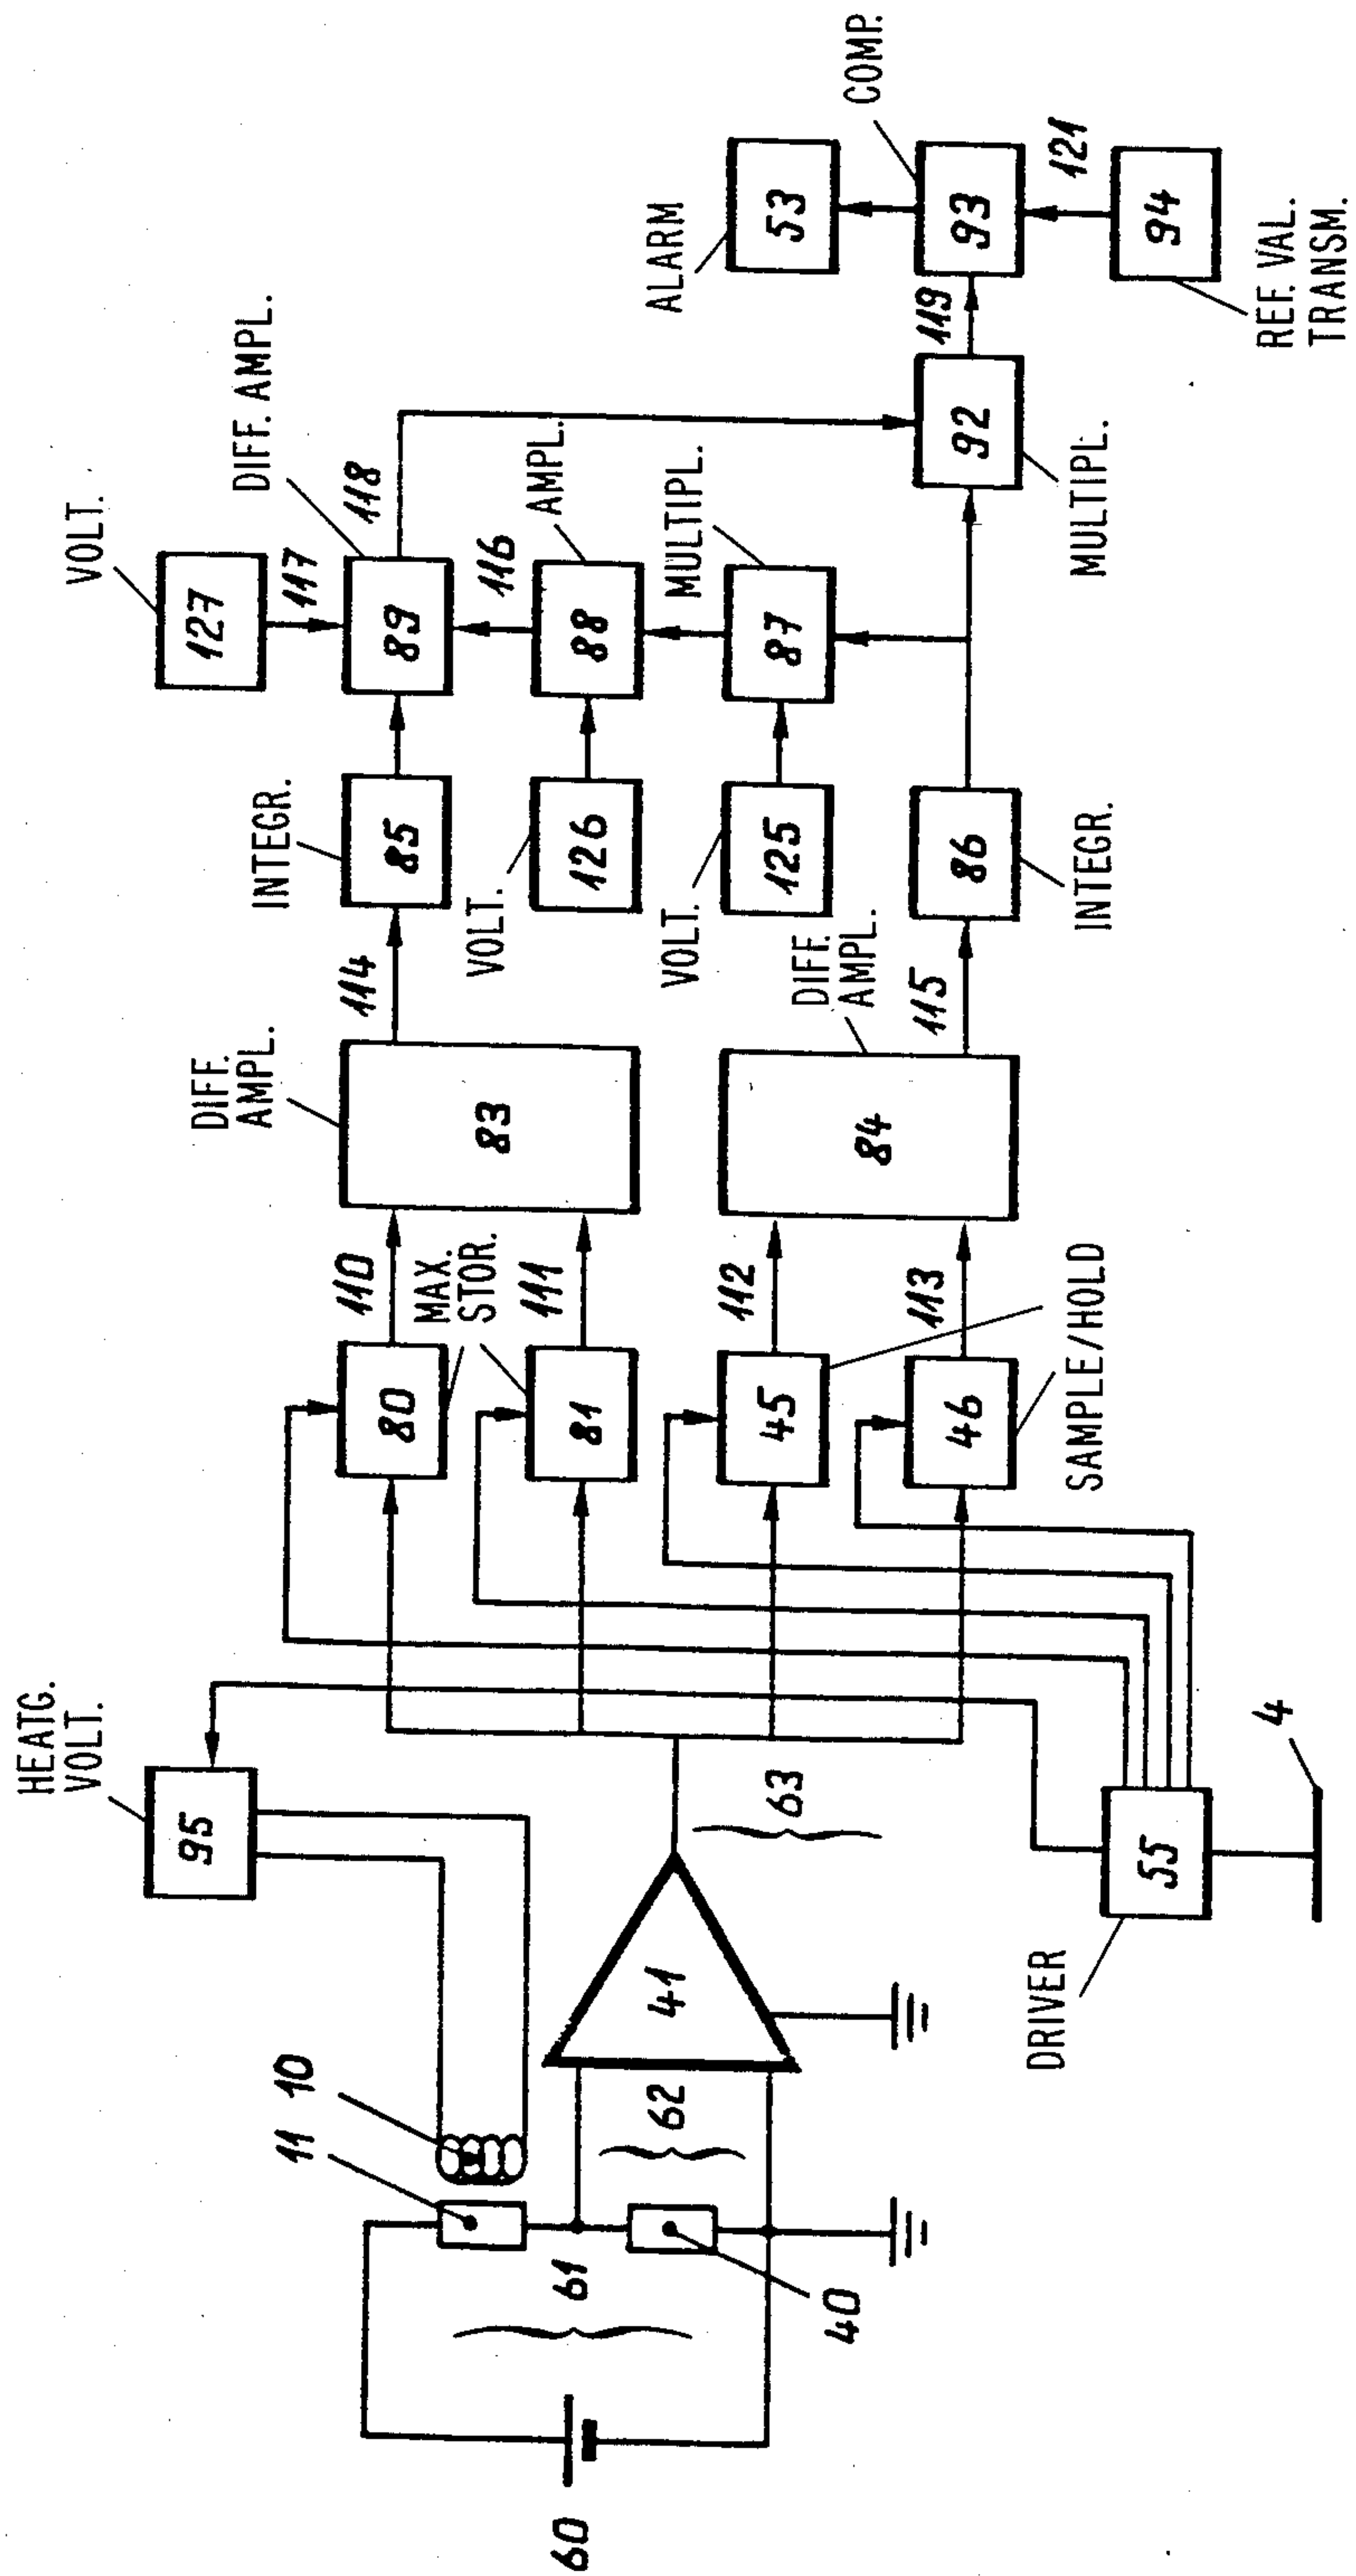 HEATG.
VOLT.
95
10
11
61
62
40
60
41
63
DRIVER
55
4
80
81
45
46
110
MAX.
STOR.
111
112
113
SAMPLE/HOLD
DIFF.
AMPL.
83
84
DIFF.
AMPL.
114
115
INTEGR.
85
VOLT.
126
VOLT.
125
86
INTEGR.
VOLT.
127
117
DIFF. AMPL.
89
118
116
AMPL.
88
MULTIPL.
87
92
MULTIPL.
119
ALARM
53
COMP.
93
121
94
REF. VAL.
TRANSM.